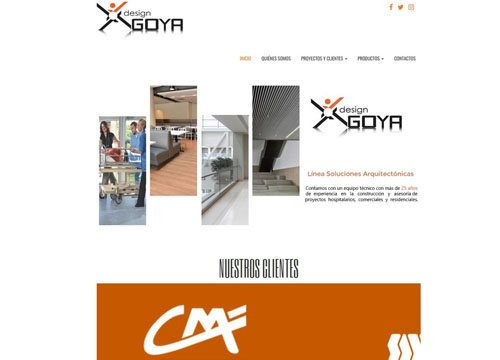 design
GOYA
INICIO QUIÉNES SOMOS PROYECTOS Y CLIENTES PRODUCTOS CONTACTOS
design
GOYA
Línea Soluciones Arquitectónicas
Contamos con un equipo técnico con más de 25 años
de experiencia en la construcción y asesoría de
proyectos hospitalarios, comerciales y residenciales.
NUESTROS CLIENTES